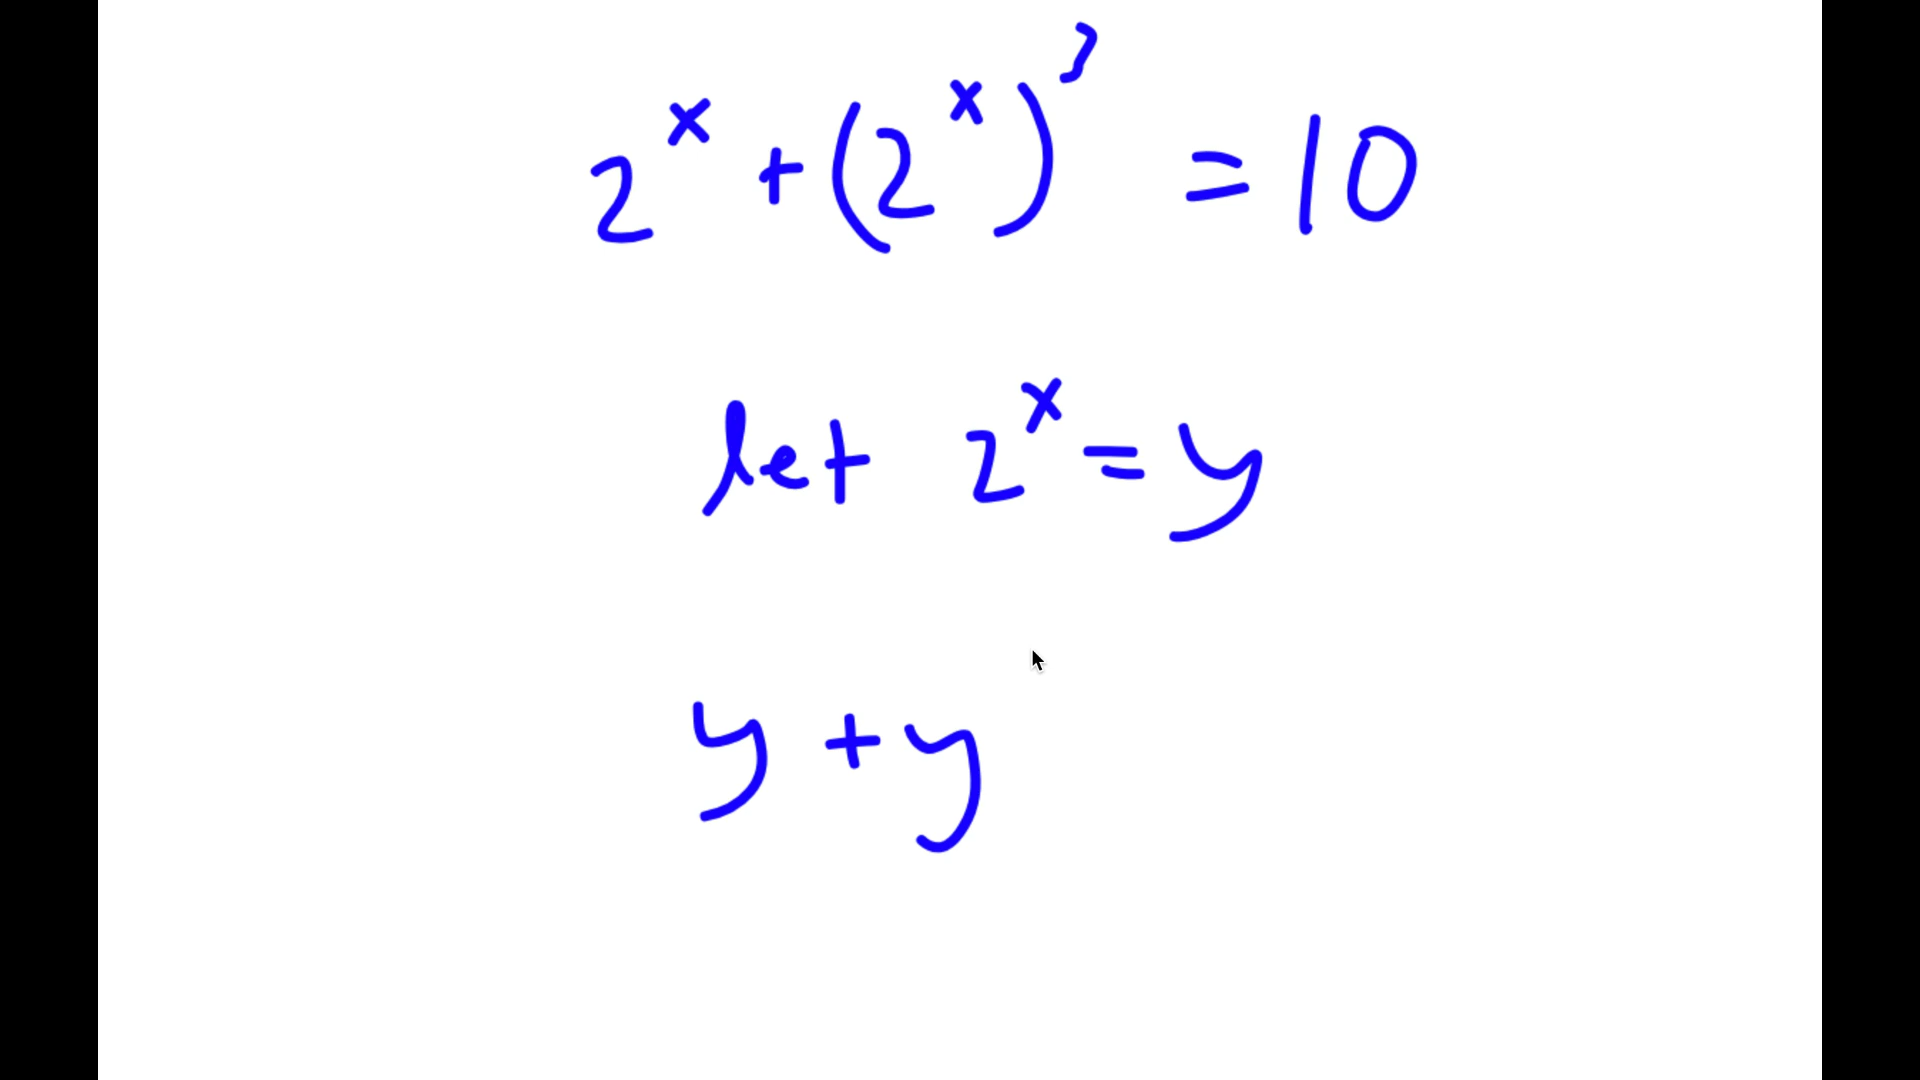 2^x + (2^x)^3 = 10
let 2^x = y
y + y